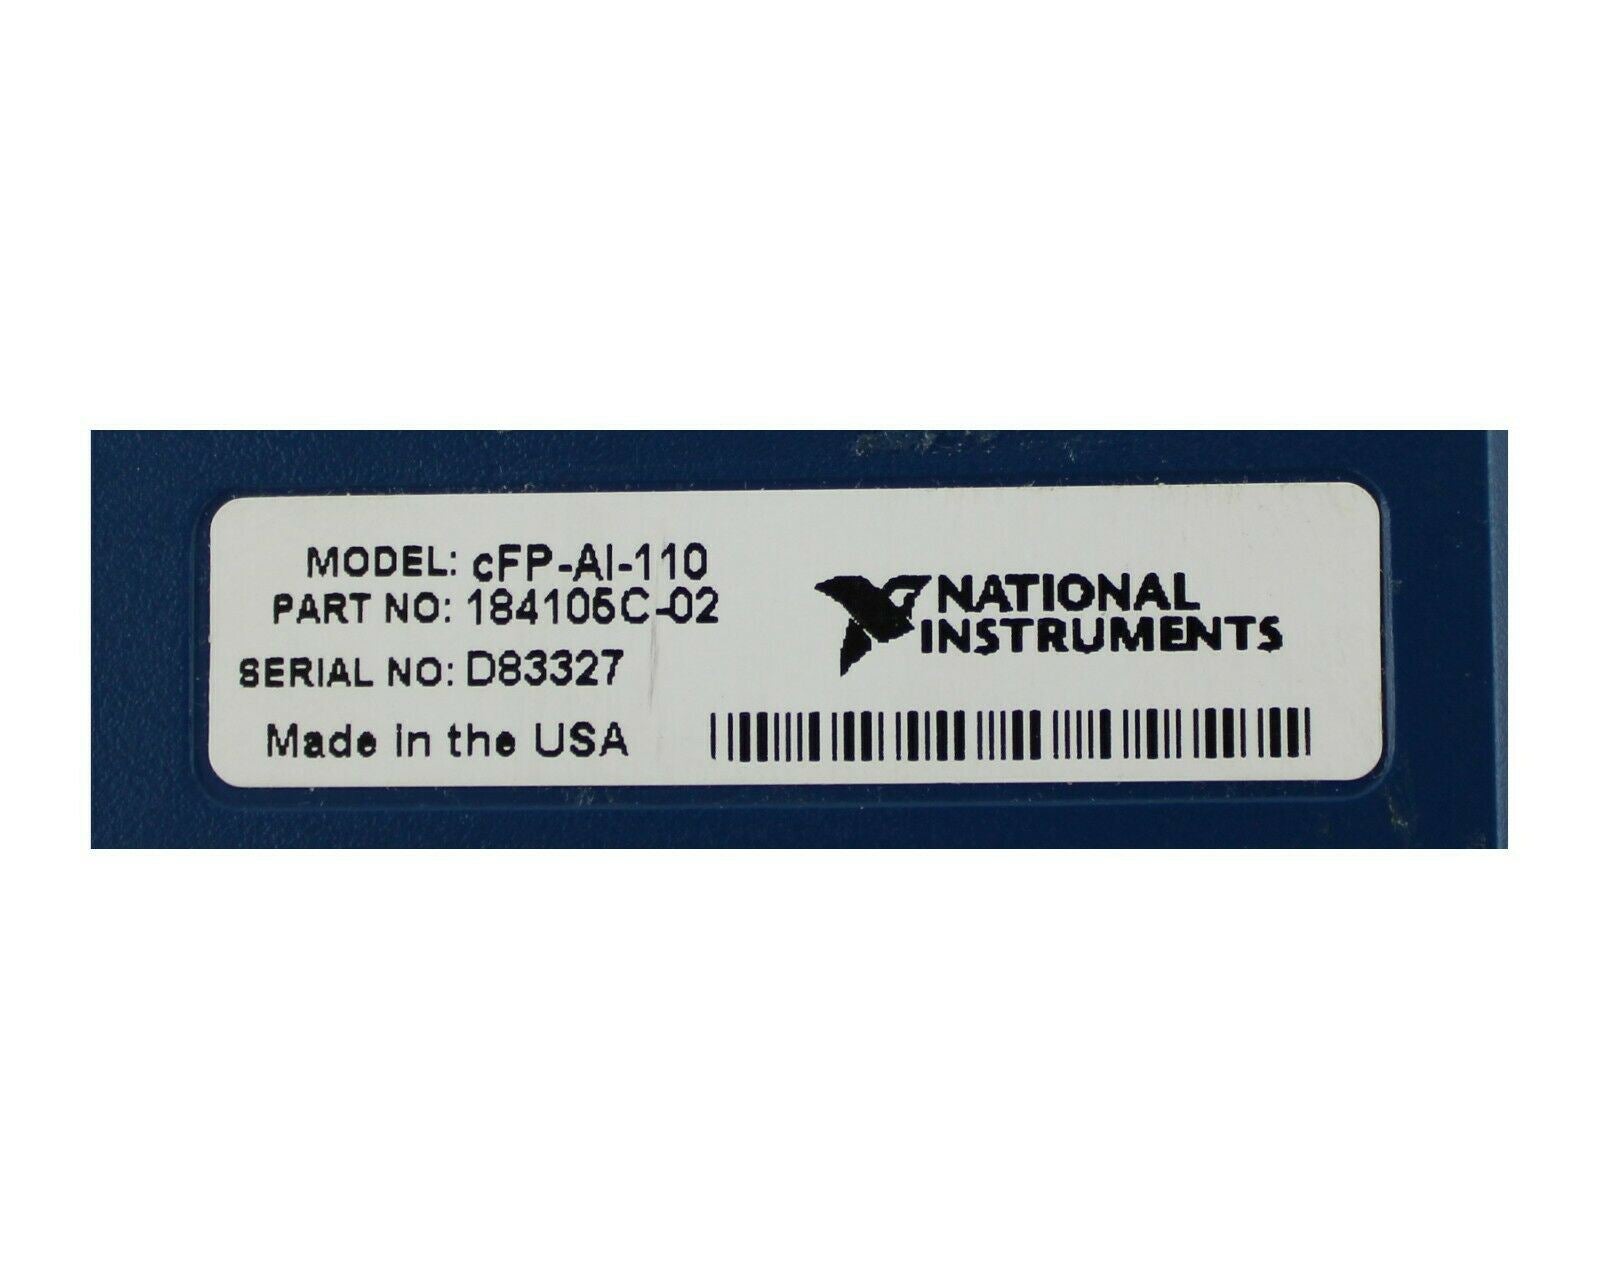 MODEL: cFP-AI-110
PART NO: 184105C-02
SERIAL NO: D83327
Made in the USA
NATIONAL
INSTRUMENTS